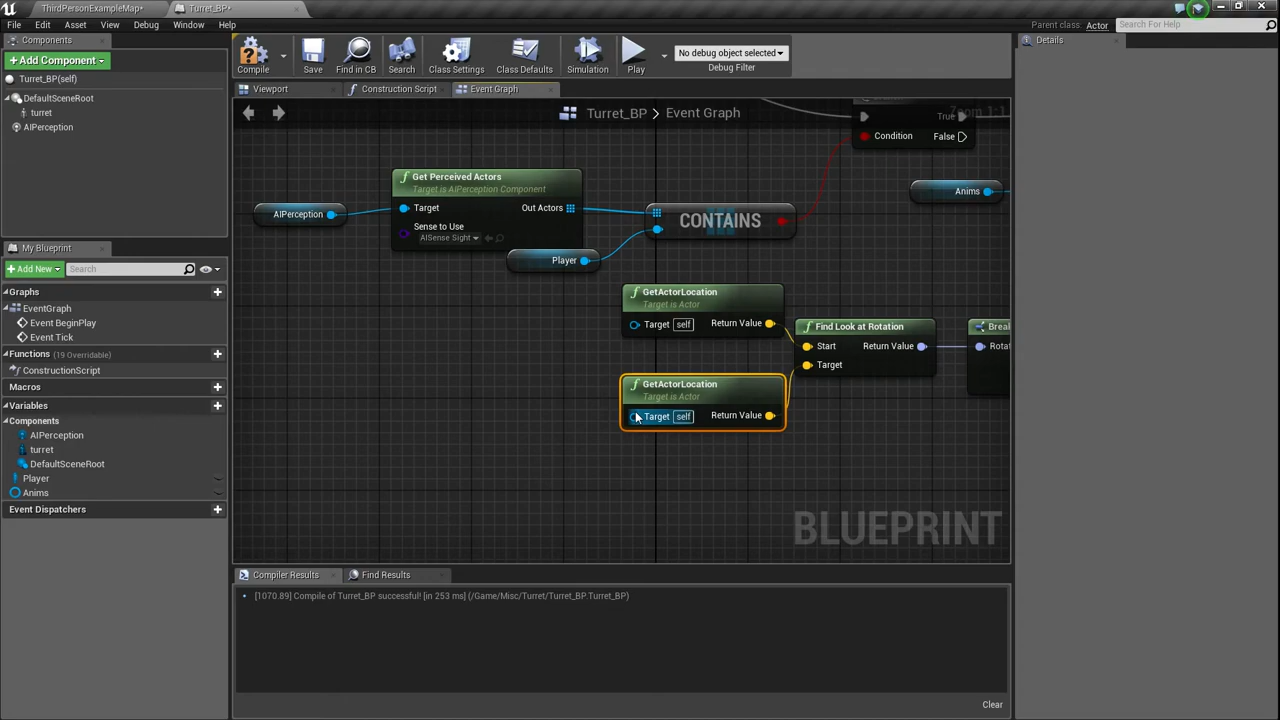 ThirdPersonExampleMap*
Turret_BP*
File
Edit
Asset
View
Debug
Window
Help
Parent class: Actor
Search For Help
Components
Details
+Add Component
Compile
Save
Find in CB
Search
Class Settings
Class Defaults
Simulation
Play
No debug object selected
Debug Filter
Turret_BP(self)
DefaultSceneRoot
turret
AIPerception
Viewport
Construction Script
Event Graph
Turret_BP > Event Graph
Zoom 1:1
True
Condition
False
Get Perceived Actors
Target is AIPerception Component
Target
Out Actors
Sense to Use
AISense Sight
AIPerception
CONTAINS
Anims
Player
My Blueprint
+Add New
Search
Graphs
EventGraph
Event BeginPlay
Event Tick
Functions (19 Overridable)
ConstructionScript
Macros
Variables
Components
AIPerception
turret
DefaultSceneRoot
Player
Anims
Event Dispatchers
GetActorLocation
Target is Actor
Target self
Return Value
Find Look at Rotation
Start
Return Value
Target
Break
Rotat
GetActorLocation
Target is Actor
Target self
Return Value
BLUEPRINT
Compiler Results
Find Results
[1070.89] Compile of Turret_BP successful! [in 253 ms] (/Game/Misc/Turret/Turret_BP.Turret_BP)
Clear